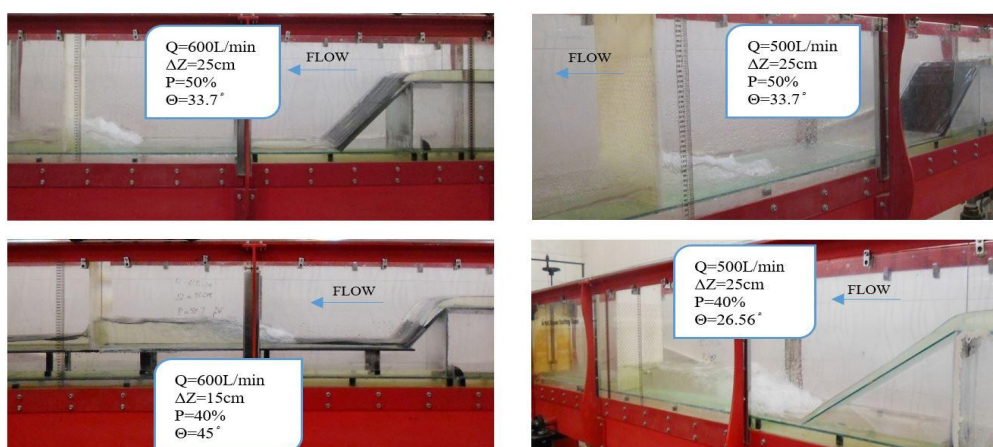 Q=600L/min
ΔZ=25cm
P=50%
Θ=33.7˚
FLOW
Q=500L/min
ΔZ=25cm
P=50%
Θ=33.7˚
FLOW
Q=600L/min
ΔZ=15cm
P=40%
Θ=45˚
FLOW
Q=500L/min
ΔZ=25cm
P=40%
Θ=26.56˚
FLOW